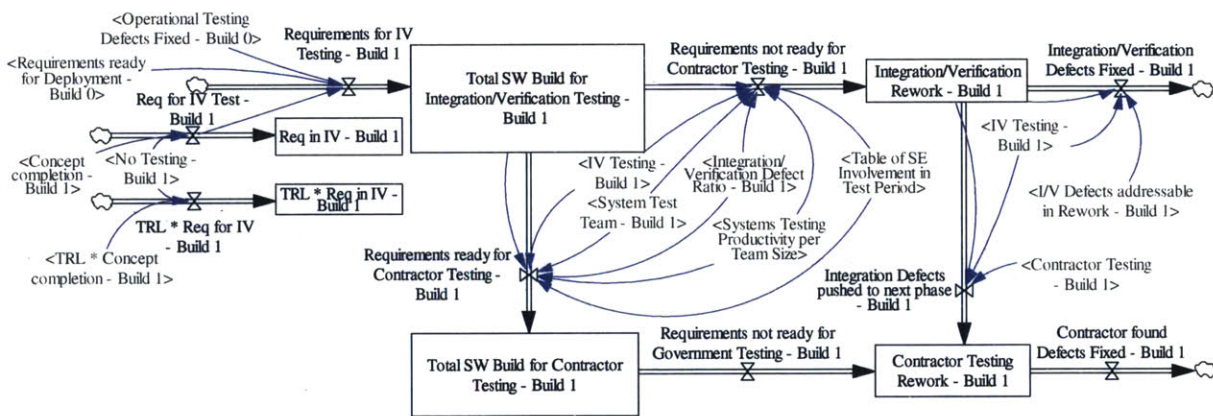 <Operational Testing
Defects Fixed - Build 0>
<Requirements ready
for Deployment -
Build 0>
Requirements for IV
Testing - Build 1
Req for IV Test -
Build 1
Req in IV - Build 1
<Concept
completion -
Build 1>
<No Testing -
Build 1>
TRL * Req in IV -
Build 1
TRL * Req for IV
- Build 1
<TRL * Concept
completion - Build 1>
Total SW Build for
Integration/Verification Testing -
Build 1
Requirements not ready for
Contractor Testing - Build 1
Integration/Verification
Rework - Build 1
Integration/Verification
Defects Fixed - Build 1
<IV Testing -
Build 1>
<System Test
Team - Build 1>
<Integration/
Verification Defect
Ratio - Build 1>
<Systems Testing
Productivity per
Team Size>
<Table of SE
Involvement in
Test Period>
<IV Testing -
Build 1>
<I/V Defects addressable
in Rework - Build 1>
Requirements ready for
Contractor Testing -
Build 1
Integration Defects
pushed to next phase
- Build 1
<Contractor Testing
- Build 1>
Total SW Build for Contractor
Testing - Build 1
Requirements not ready for
Government Testing - Build 1
Contractor Testing
Rework - Build 1
Contractor found
Defects Fixed - Build 1